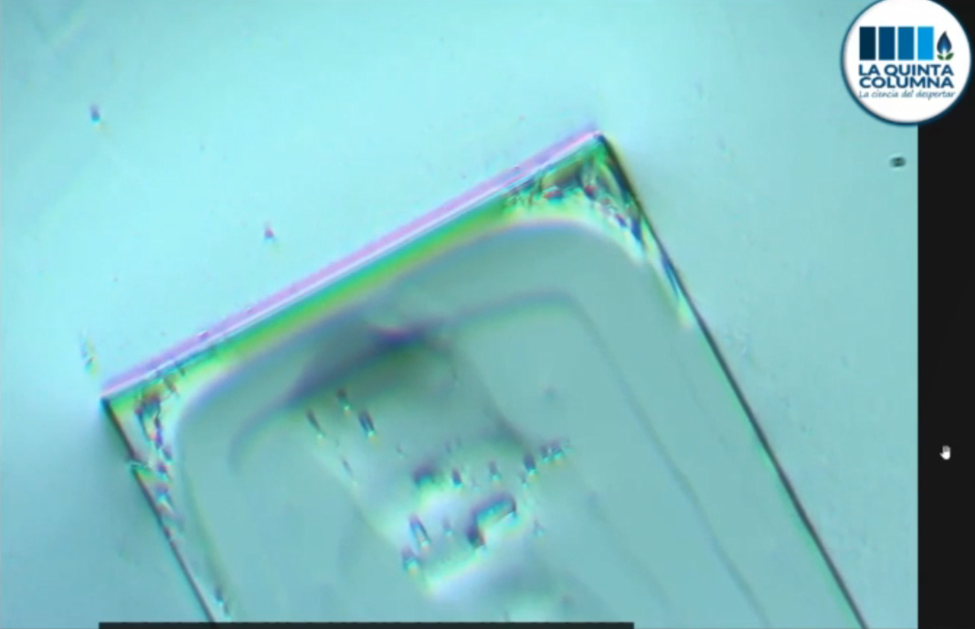 LA QUINTA
COLUMNA
La ciencia del despertar